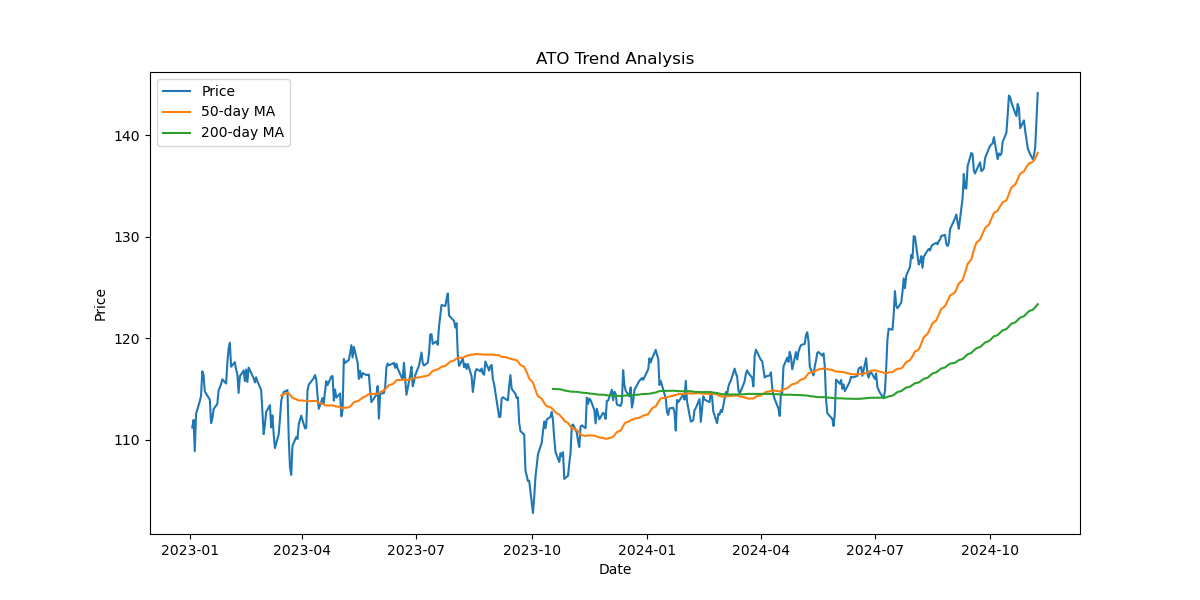 ATO Trend Analysis
Price
50-day MA
200-day MA
Price
140
130
120
110
2023-01
2023-04
2023-07
2023-10
2024-01
2024-04
2024-07
2024-10
Date